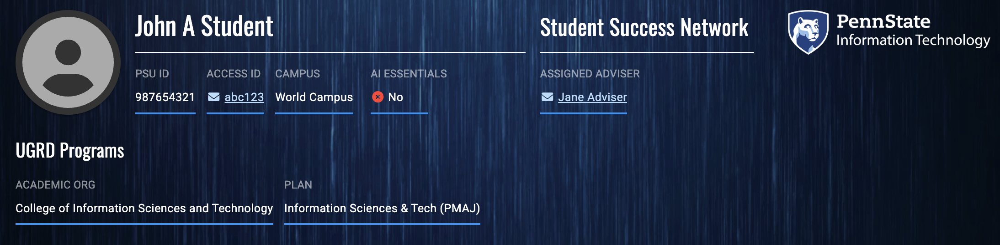 John A Student
Student Success Network
PennState
Information Technology
PSU ID
ACCESS ID
CAMPUS
AI ESSENTIALS
ASSIGNED ADVISER
987654321
abc123
World Campus
No
Jane Adviser
UGRD Programs
ACADEMIC ORG
PLAN
College of Information Sciences and Technology
Information Sciences & Tech (PMAJ)